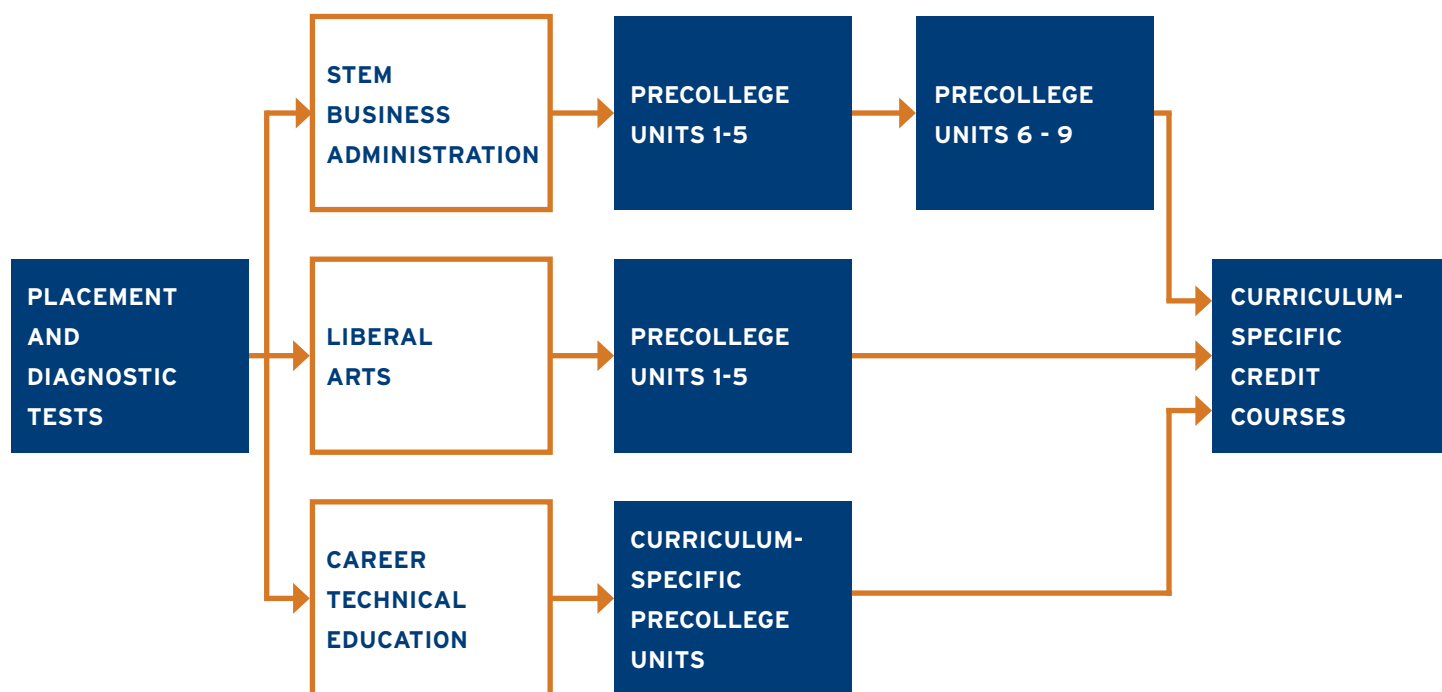 STEM
BUSINESS
ADMINISTRATION
PRECOLLEGE
UNITS 1-5
PRECOLLEGE
UNITS 6 - 9
PLACEMENT
AND
DIAGNOSTIC
TESTS
LIBERAL
ARTS
PRECOLLEGE
UNITS 1-5
CURRICULUM-
SPECIFIC
CREDIT
COURSES
CAREER
TECHNICAL
EDUCATION
CURRICULUM-
SPECIFIC
PRECOLLEGE
UNITS